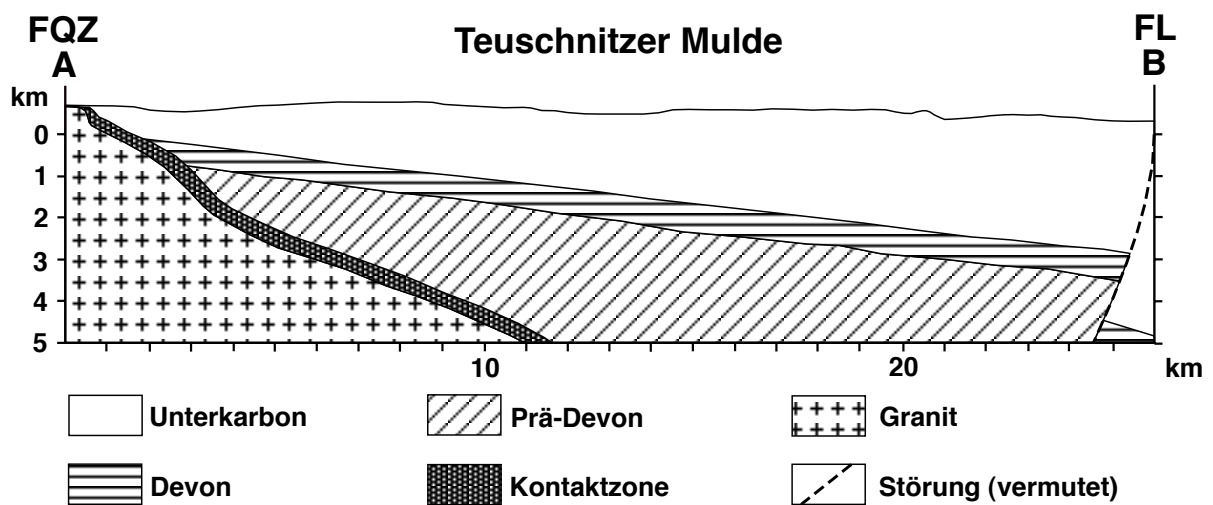 FQZ
A
Teuschnitzer Mulde
FL
B
km
0
1
2
3
4
5
10
20
km
Unterkarbon
Prä-Devon
Granit
Devon
Kontaktzone
Störung (vermutet)